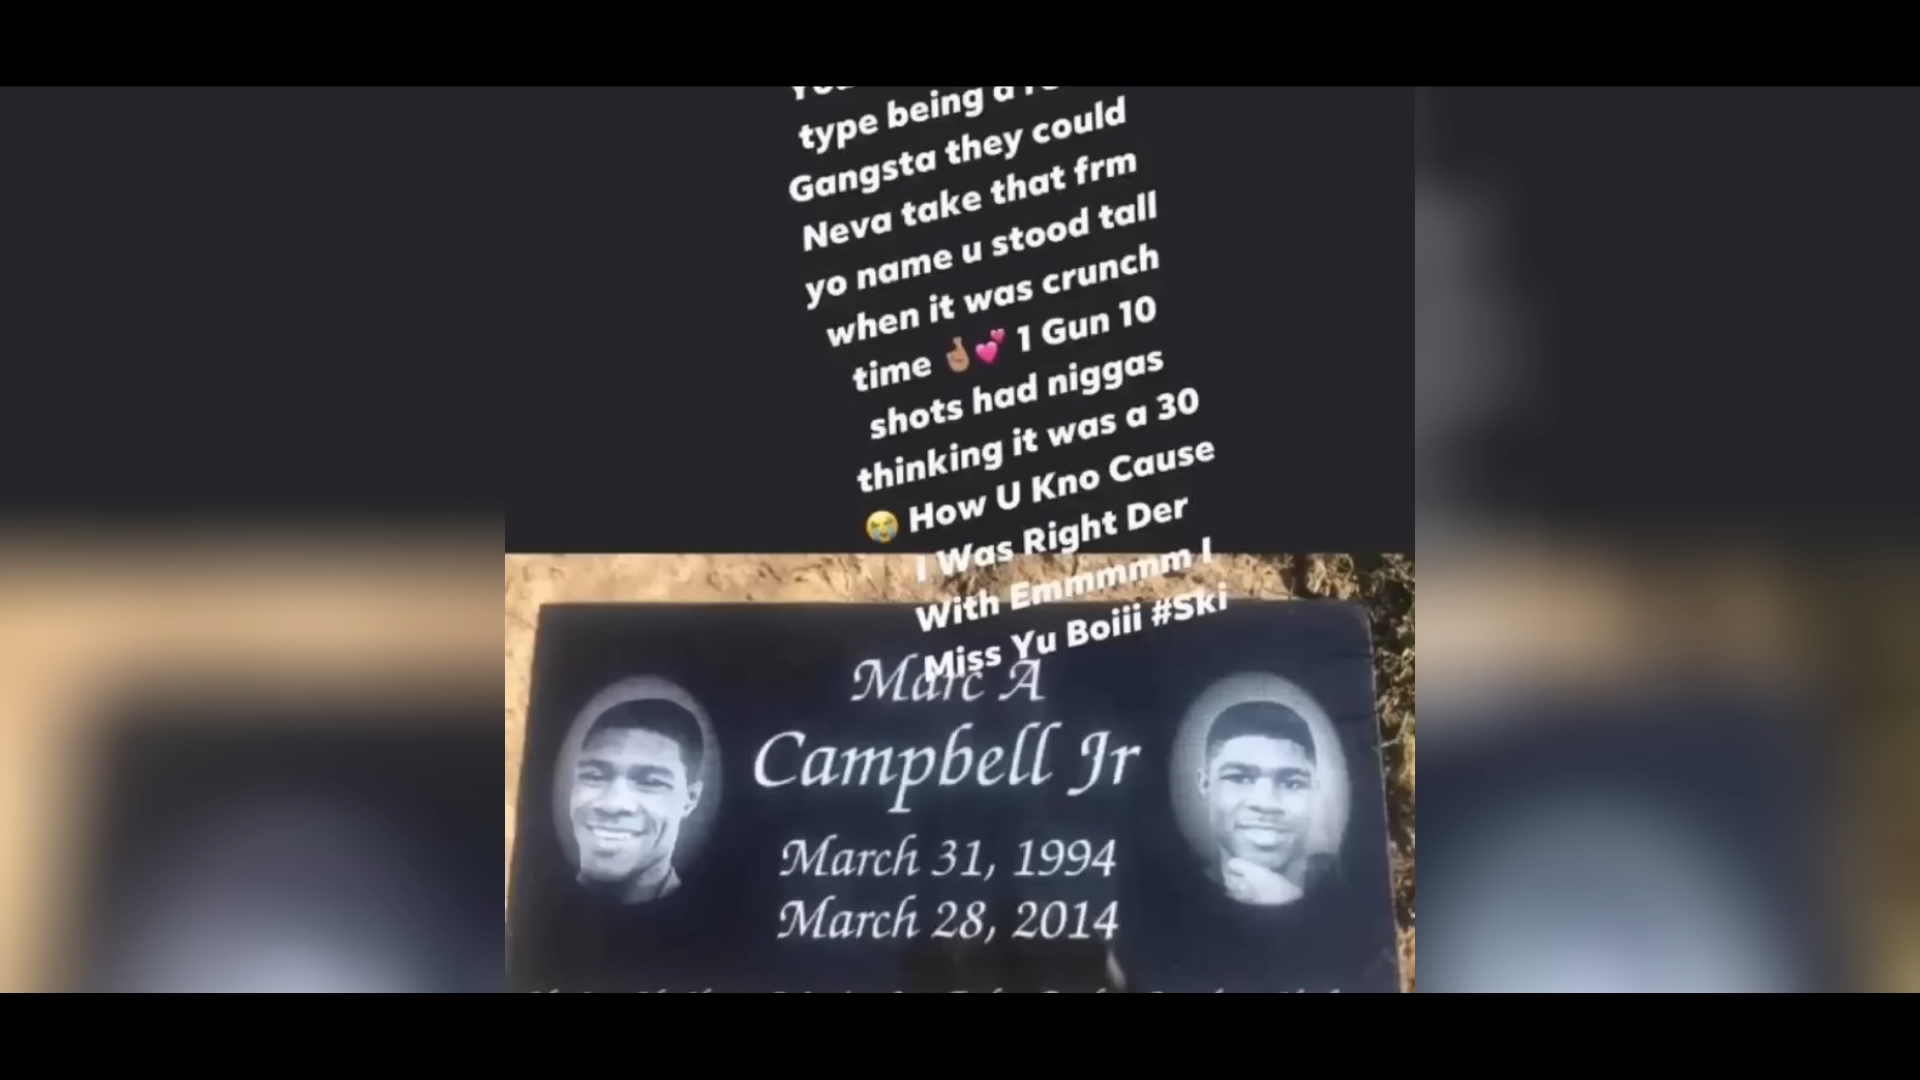 type being a
Gangsta they could
Neva take that frm
yo name u stood tall
when it was crunch
time 🤞🏽💕 1 Gun 10
shots had niggas
thinking it was a 30
😭 How U Kno Cause
I Was Right Der
With Emmmmm I
Miss Yu Boiii #Ski
Marc A
Campbell Jr
March 31, 1994
March 28, 2014